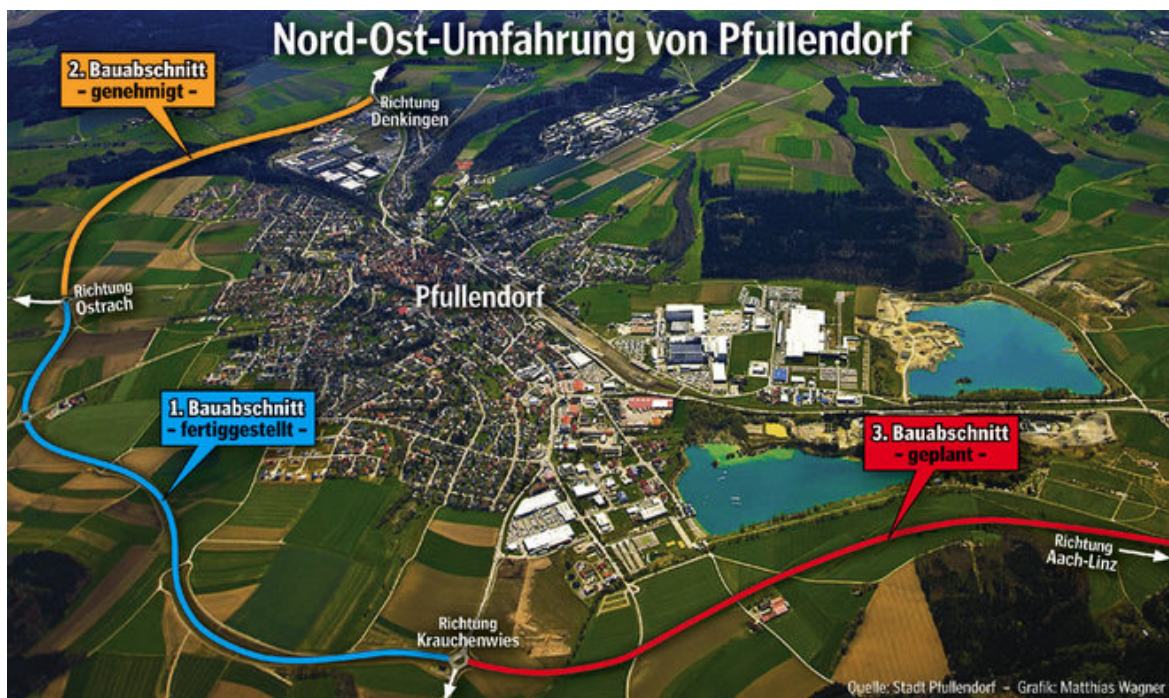 Nord-Ost-Umfahrung von Pfullendorf
2. Bauabschnitt
- genehmigt -
Richtung
Denkingen
Richtung
Ostrach
Pfullendorf
1. Bauabschnitt
- fertiggestellt -
3. Bauabschnitt
- geplant -
Richtung
Aach-Linz
Richtung
Krauchenwies
Quelle: Stadt Pfullendorf - Grafik: Matthias Wagner